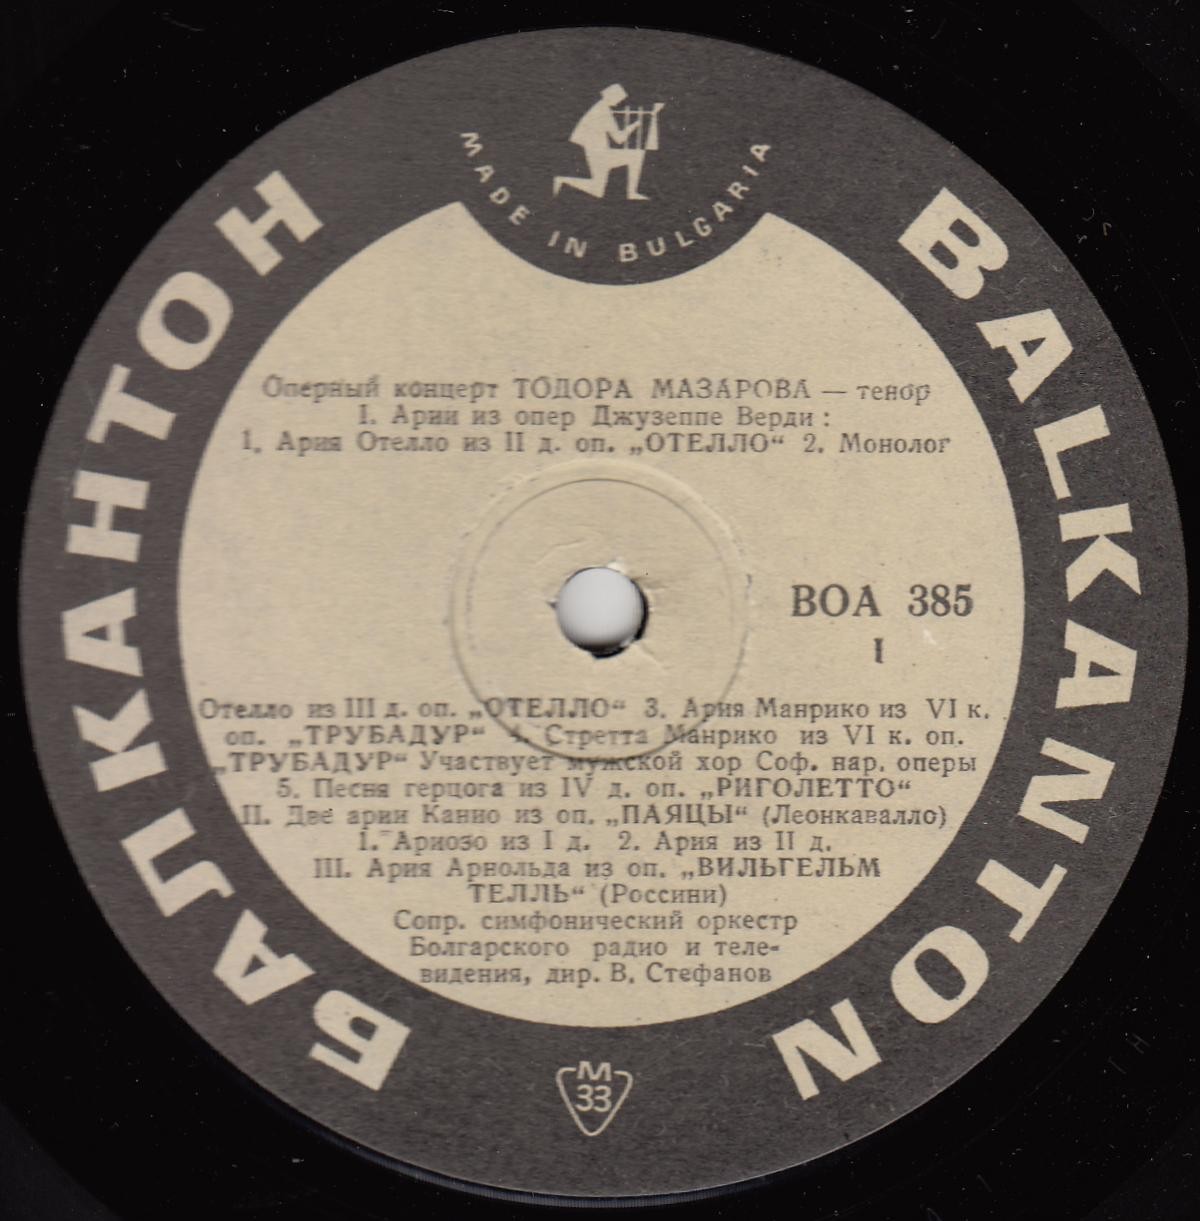 MADE IN BULGARIA
БАЛКАНТОН
BALKANTON
Оперный концерт ТОДОРА МАЗАРОВА — тенор
I. Арии из опер Джузеппе Верди :
1. Ария Отелло из II д. оп. „ОТЕЛЛО“ 2. Монолог
ВОА 385
I
Отелло из III д. оп. „ОТЕЛЛО“ 3. Ария Манрико из VI к.
оп. „ТРУБАДУР“ 4. Стретта Манрико из VI к. оп.
„ТРУБАДУР“ Участвует мужской хор Соф. нар. оперы
5. Песня герцога из IV д. оп. „РИГОЛЕТТО“
II. Две арии Канио из оп. „ПАЯЦЫ“ (Леонкавалло)
1. Ариозо из I д. 2. Ария из II д.
III. Ария Арнольда из оп. „ВИЛЬГЕЛЬМ
ТЕЛЛЬ“ (Россини)
Сопр. симфонический оркестр
Болгарского радио и теле-
видения, дир. В. Стефанов
М
33